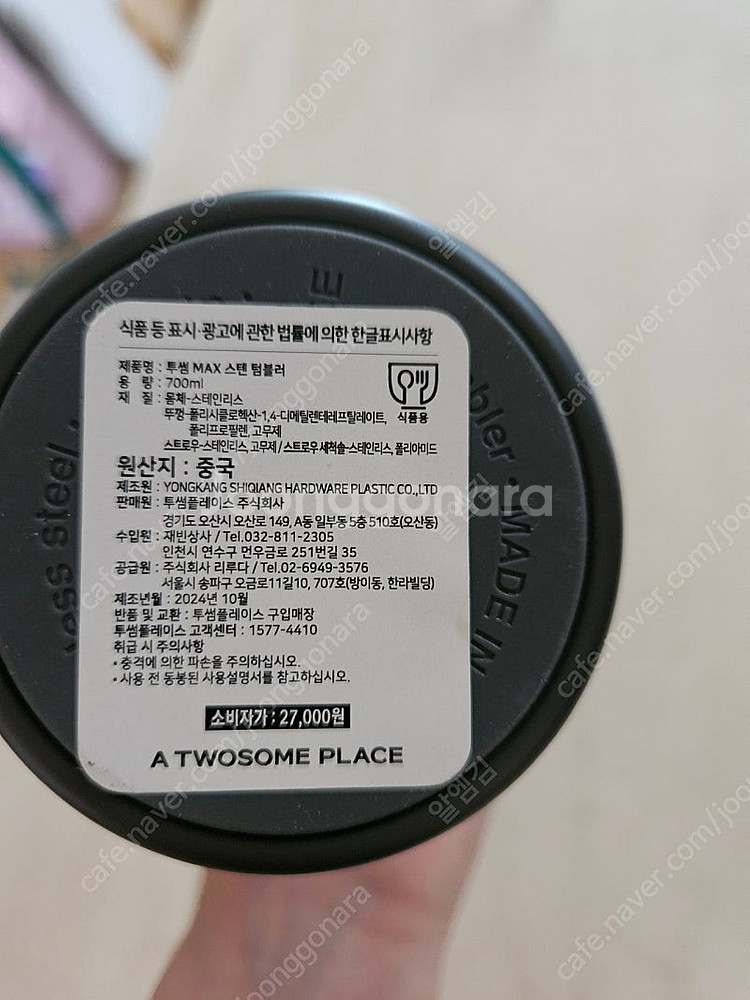 식품 등 표시·광고에 관한 법률에 의한 한글표시사항
제품명 : 투썸 MAX 스텐 텀블러
용 량 : 700ml
재 질 : 몸체-스테인리스
뚜껑-폴리시클로헥산-1,4-디메틸렌테레프탈레이트,
폴리프로필렌, 고무제
스트로우-스테인리스, 고무제 / 스트로우 세척솔-스테인리스, 폴리아미드
식품용
원산지 : 중국
제조원 : YONGKANG SHIQIANG HARDWARE PLASTIC CO.,LTD
판매원 : 투썸플레이스 주식회사
경기도 오산시 오산로 149, A동 일부동 5층 510호(오산동)
수입원 : 재빈상사 / Tel.032-811-2305
인천시 연수구 먼우금로 251번길 35
공급원 : 주식회사 리루다 / Tel.02-6949-3576
서울시 송파구 오금로11길10, 707호(방이동, 한라빌딩)
제조년월 : 2024년 10월
반품 및 교환 : 투썸플레이스 구입매장
투썸플레이스 고객센터 : 1577-4410
취급 시 주의사항
• 충격에 의한 파손을 주의하십시오.
• 사용 전 동봉된 사용설명서를 참고하십시오.
소비자가 : 27,000원
A TWOSOME PLACE
steel
MADE IN
joonggonara
cafe.naver.com/joonggonara
알엠김